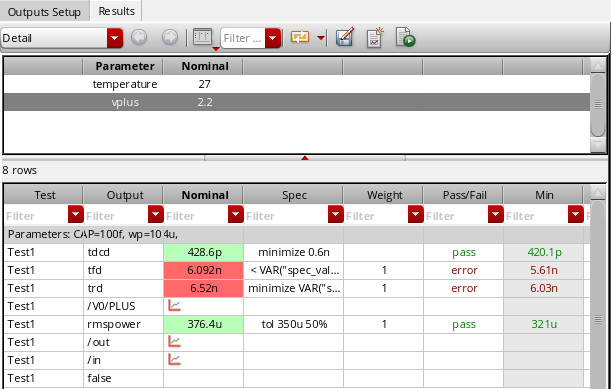 Outputs Setup Results
Detail Filter ...
Parameter Nominal
temperature 27
vplus 2.2
8 rows
Test Output Nominal Spec Weight Pass/Fail Min
Filter Filter Filter Filter Filter Filter Filter
Parameters: CAP=100f, wp=104u,
Test1 tdcd 428.6p minimize 0.6n pass 420.1p
Test1 tfd 6.092n < VAR("spec_val... 1 error 5.61n
Test1 trd 6.52n minimize VAR("s... 1 error 6.03n
Test1 /V0/PLUS
Test1 rmspower 376.4u tol 350u 50% 1 pass 321u
Test1 /out
Test1 /in
Test1 false